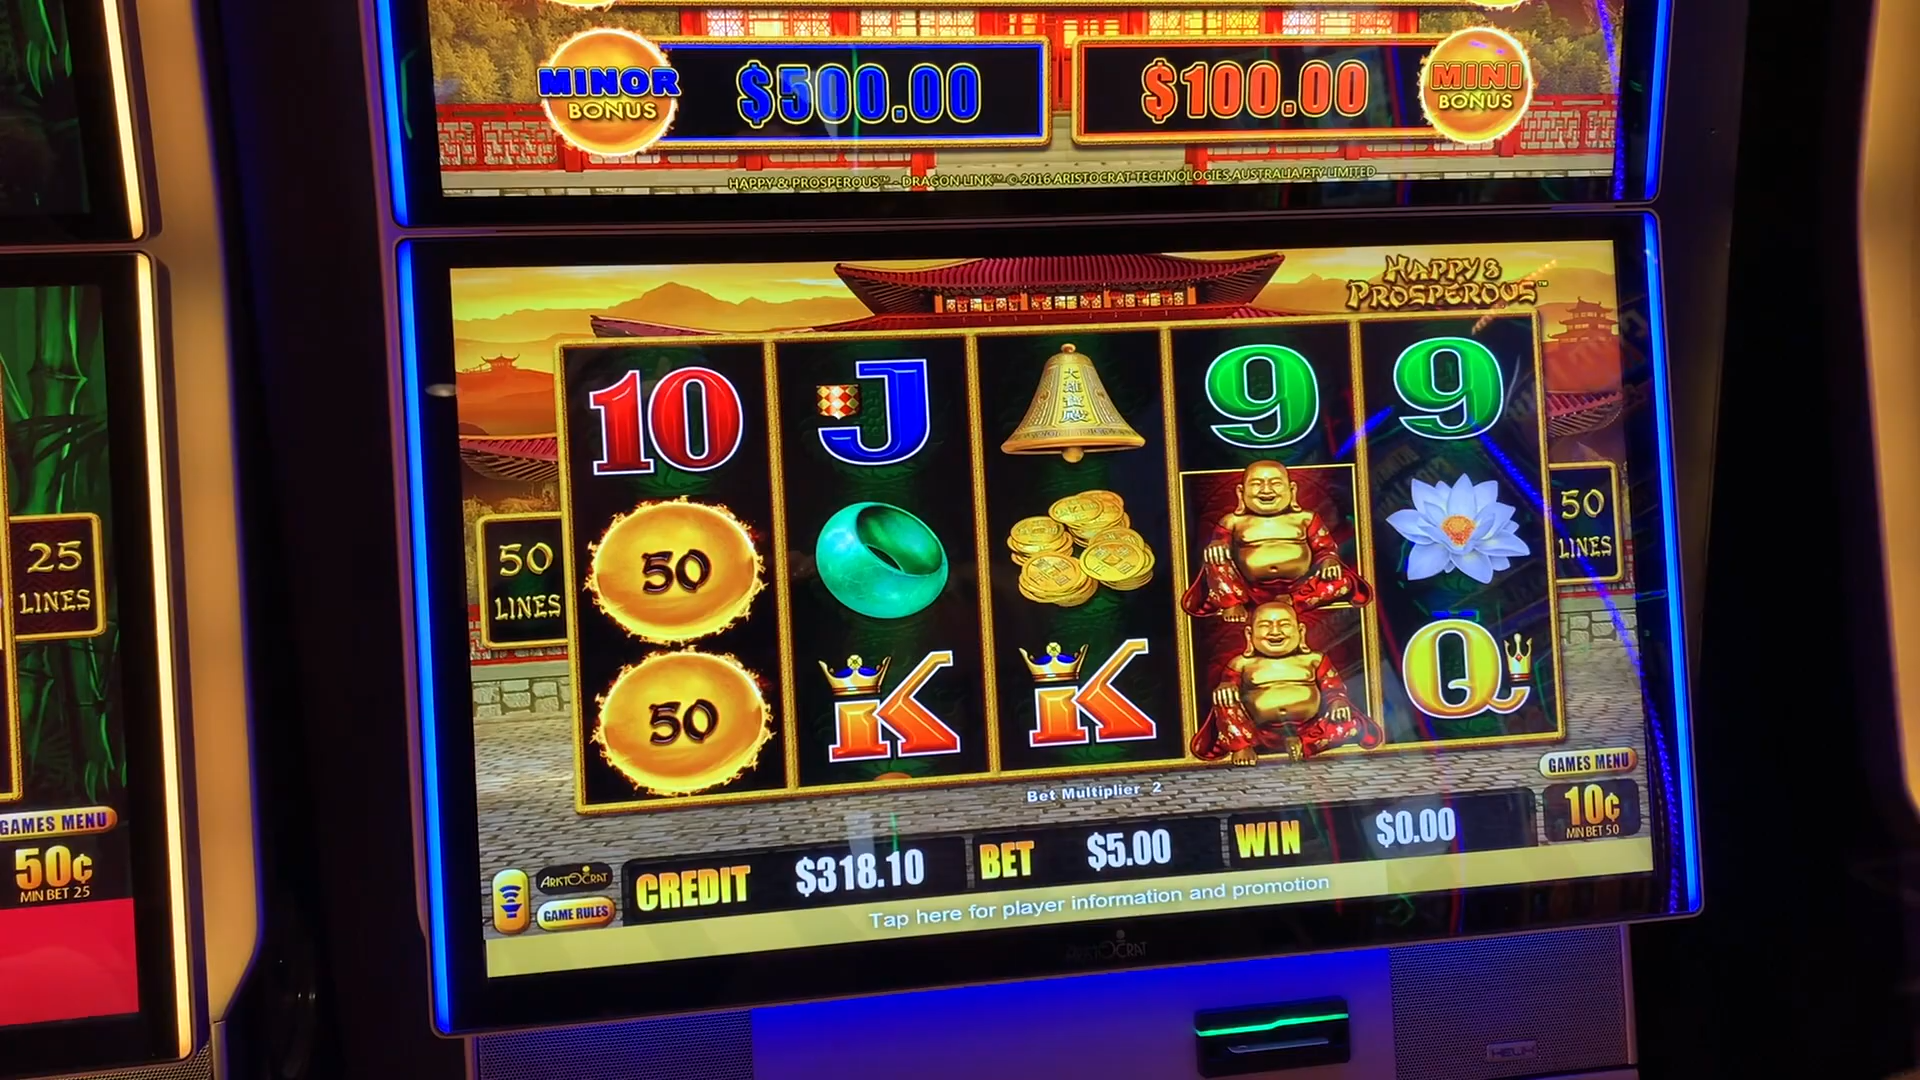 MINOR
BONUS
$500.00
$100.00
MINI
BONUS
HAPPY & PROSPEROUS™ - DRAGON LINK™ © 2016 ARISTOCRAT TECHNOLOGIES AUSTRALIA PTY LIMITED
HAPPY &
PROSPEROUS™
10
J
9
9
50
LINES
50
50
LINES
25
LINES
50
K
K
Q
Bet Multiplier 2
GAMES MENU
10¢
MIN BET 50
GAMES MENU
50¢
MIN BET 25
ARISTOCRAT
GAME RULES
CREDIT $318.10
BET $5.00
WIN $0.00
Tap here for player information and promotion
ARISTOCRAT
HELIX